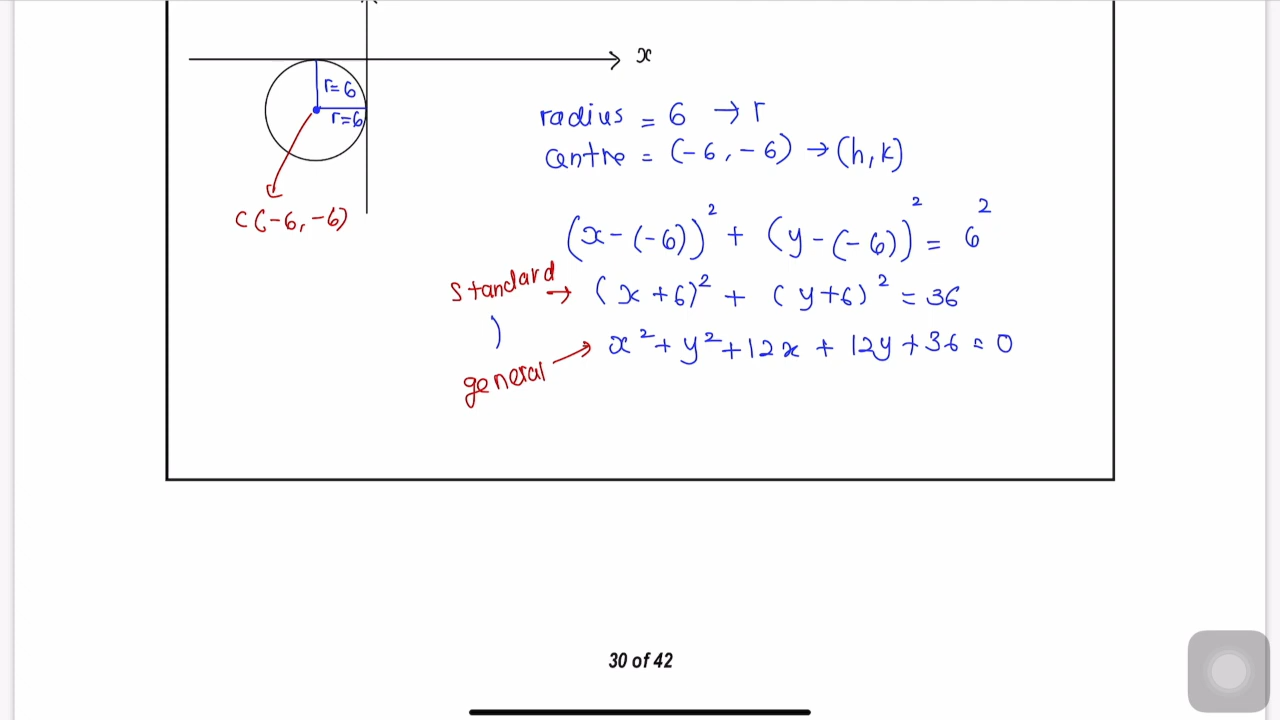 x
r=6
r=6
C(-6, -6)
radius = 6 → r
centre = (-6, -6) → (h, k)
(x-(-6))² + (y-(-6))² = 6²
standard → (x+6)² + (y+6)² = 36
general → x² + y² + 12x + 12y + 36 = 0
30 of 42